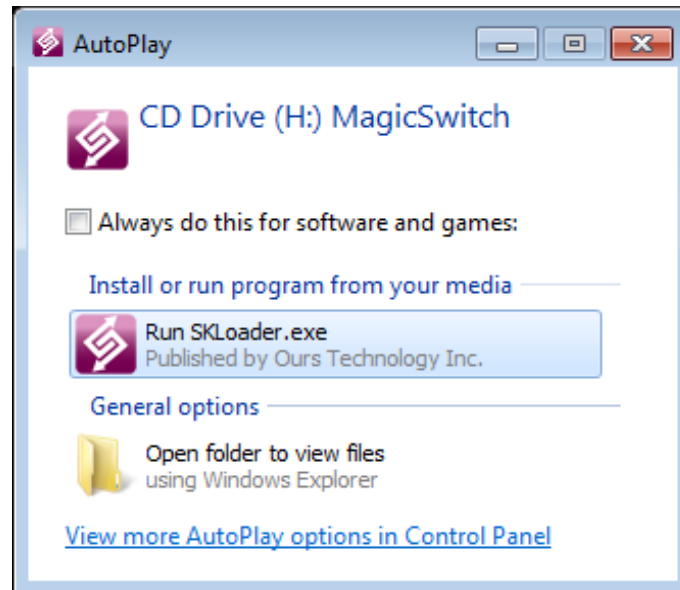 AutoPlay
CD Drive (H:) MagicSwitch
Always do this for software and games:
Install or run program from your media
Run SKLoader.exe
Published by Ours Technology Inc.
General options
Open folder to view files
using Windows Explorer
View more AutoPlay options in Control Panel